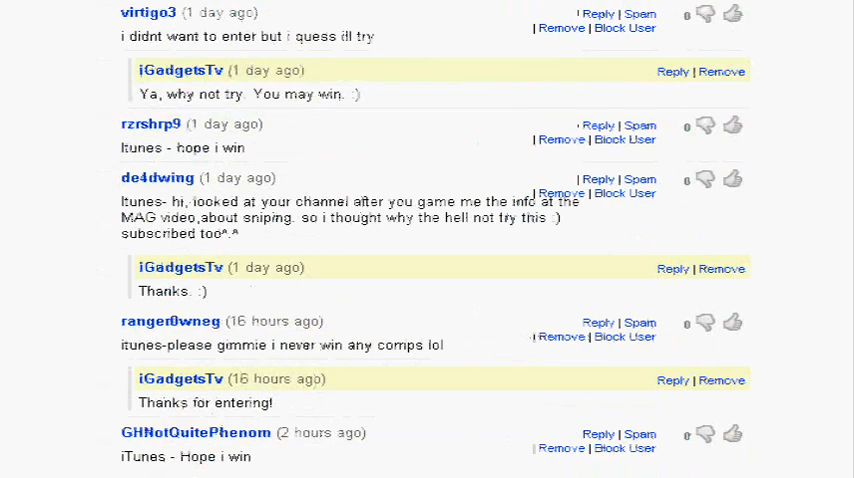 virtigo3 (1 day ago) Reply | Spam 0
| Remove | Block User
i didnt want to enter but i quess ill try
iGadgetsTv (1 day ago) Reply | Remove
Ya, why not try. You may win. :)
rzrshrp9 (1 day ago) Reply | Spam 0
| Remove | Block User
Itunes - hope i win
de4dwing (1 day ago) Reply | Spam 0
| Remove | Block User
Itunes- hi, looked at your channel after you game me the info at the
MAG video,about sniping. so i thought why the hell not try this :)
subscribed too^.^
iGadgetsTv (1 day ago) Reply | Remove
Thanks. :)
ranger0wneg (16 hours ago) Reply | Spam 0
| Remove | Block User
itunes-please gimmie i never win any comps lol
iGadgetsTv (16 hours ago) Reply | Remove
Thanks for entering!
GHNotQuitePhenom (2 hours ago) Reply | Spam 0
| Remove | Block User
iTunes - Hope i win